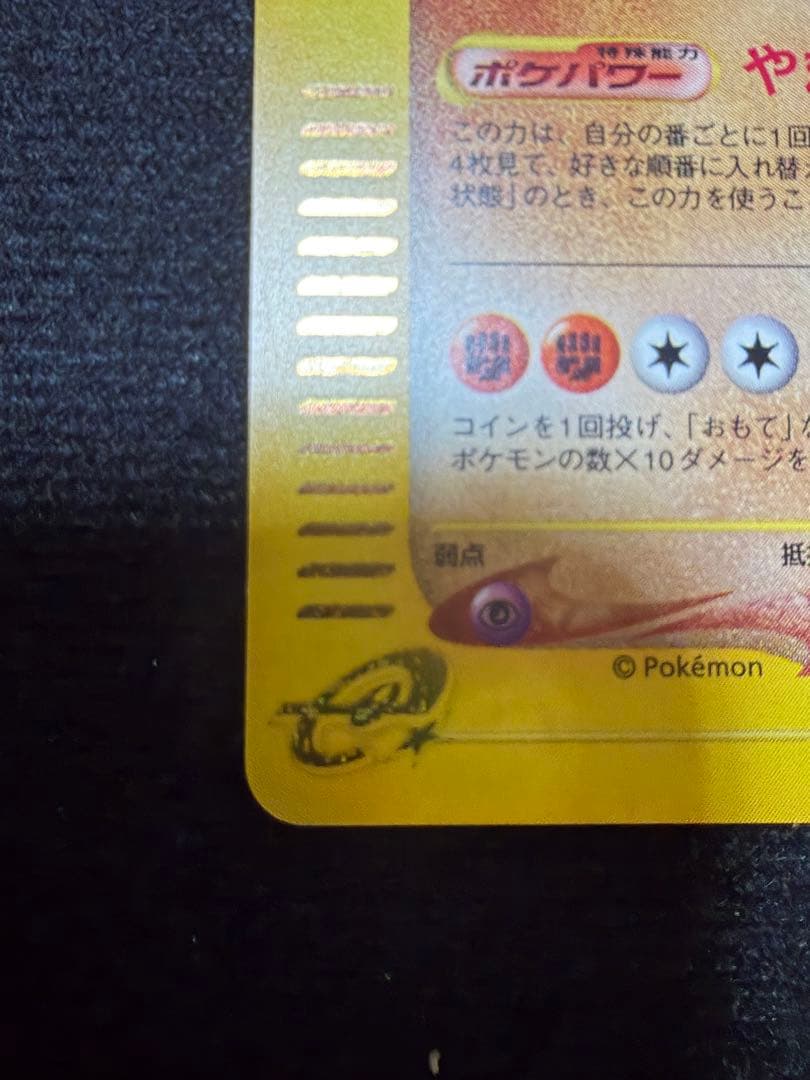 特殊能力
ポケパワー や
この力は、自分の番ごとに1回
4枚見て、好きな順番に入れ替
状態」のとき、この力を使うこ
コインを1回投げ、「おもて」な
ポケモンの数×10ダメージを
弱点 抵
© Pokémon